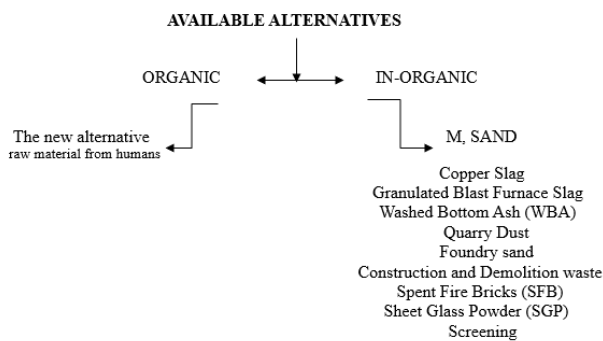 AVAILABLE ALTERNATIVES
ORGANIC
IN-ORGANIC
The new alternative
raw material from humans
M, SAND
Copper Slag
Granulated Blast Furnace Slag
Washed Bottom Ash (WBA)
Quarry Dust
Foundry sand
Construction and Demolition waste
Spent Fire Bricks (SFB)
Sheet Glass Powder (SGP)
Screening